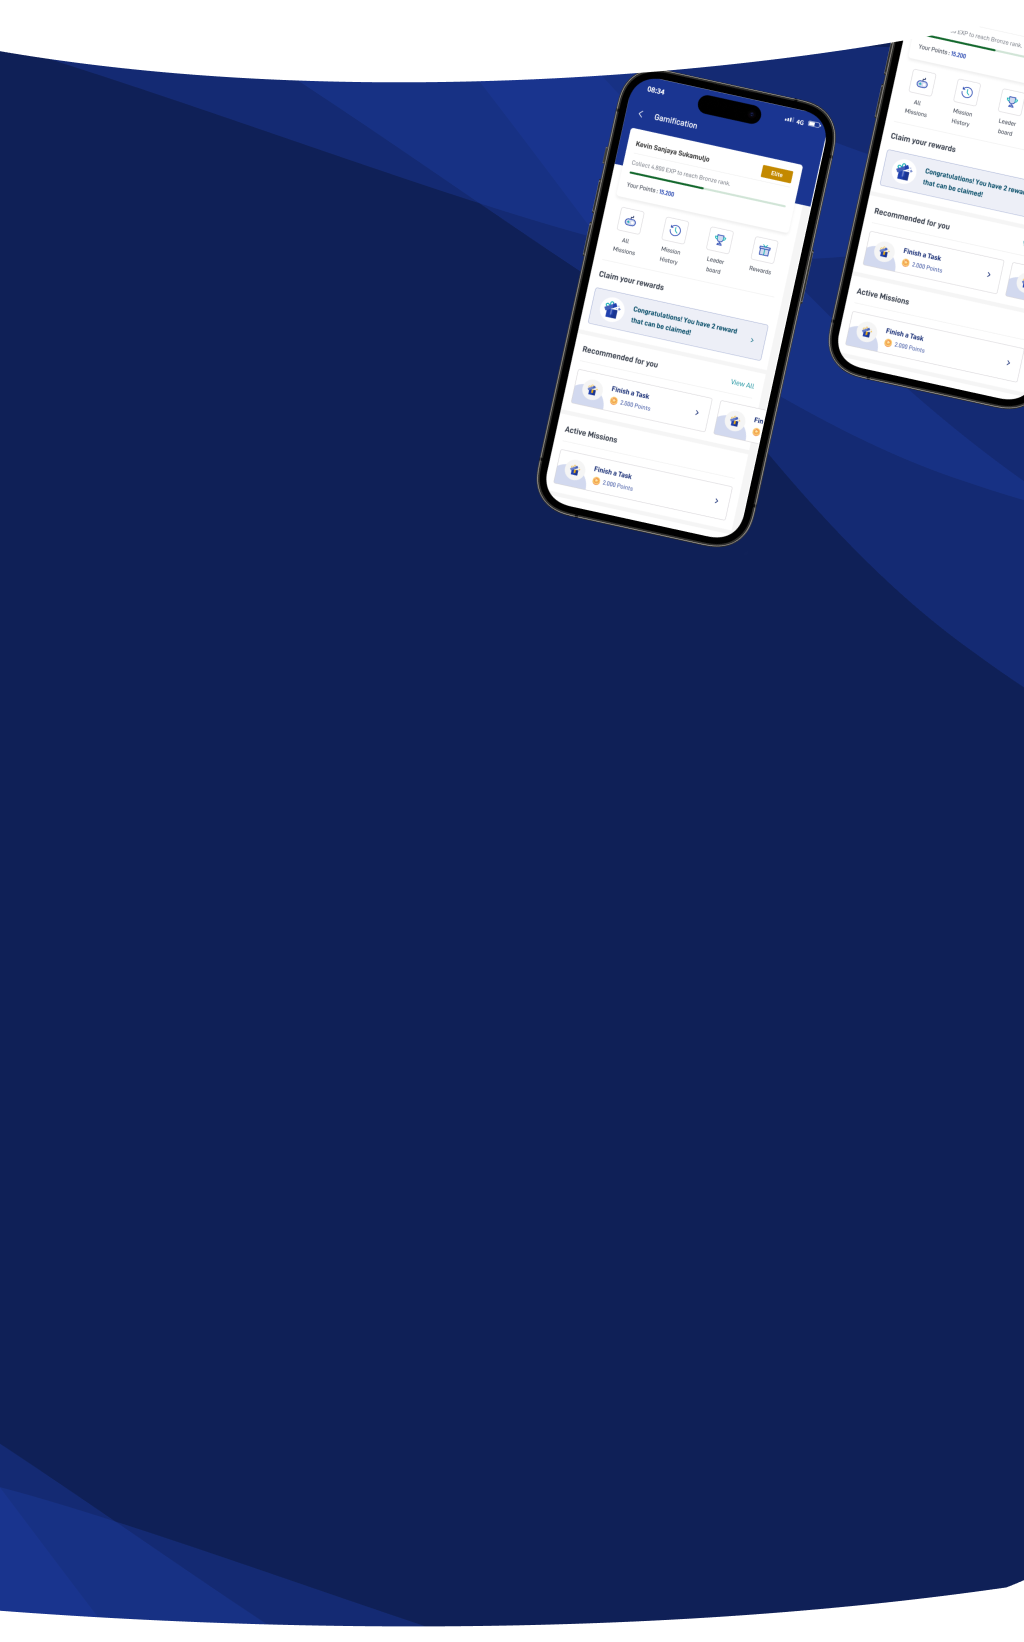 08:34
4G
Gamification
Kevin Sanjaya Sukamuljo
Elite
Collect 4.800 EXP to reach Bronze rank.
Your Points : 15.200
All
Missions
Mission
History
Leader
board
Rewards
Claim your rewards
Congratulations! You have 2 reward
that can be claimed!
Recommended for you
View All
Finish a Task
2.000 Points
Fin
Active Missions
Finish a Task
2.000 Points
EXP to reach Bronze rank.
Your Points : 15.200
All
Missions
Mission
History
Leader
board
Claim your rewards
Congratulations! You have 2 rewar
that can be claimed!
Recommended for you
Finish a Task
2.000 Points
Active Missions
Finish a Task
2.000 Points